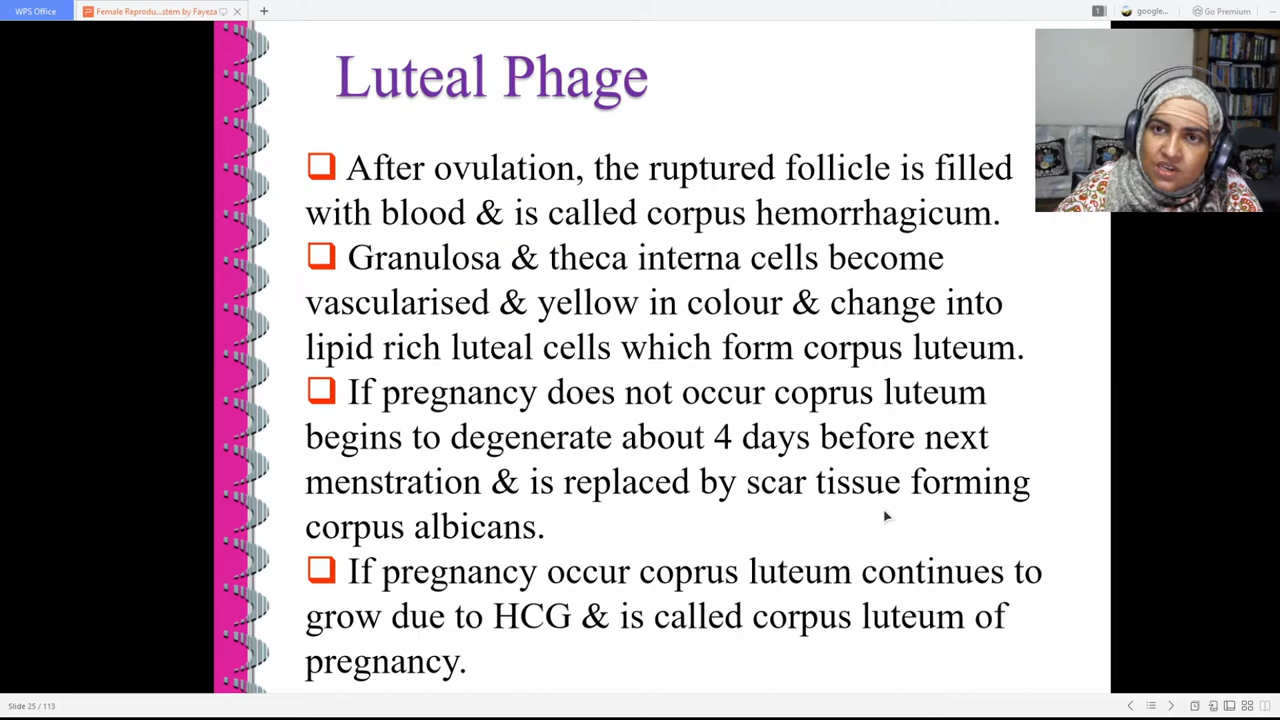 WPS Office
Female Reprodu...stem by Fayeza
1
google...
Go Premium
Luteal Phage
After ovulation, the ruptured follicle is filled
with blood & is called corpus hemorrhagicum.
Granulosa & theca interna cells become
vascularised & yellow in colour & change into
lipid rich luteal cells which form corpus luteum.
If pregnancy does not occur coprus luteum
begins to degenerate about 4 days before next
menstration & is replaced by scar tissue forming
corpus albicans.
If pregnancy occur coprus luteum continues to
grow due to HCG & is called corpus luteum of
pregnancy.
Slide 25 / 113